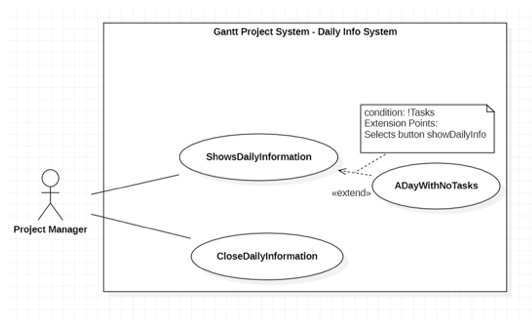 Gantt Project System - Daily Info System
condition: !Tasks
Extension Points:
Selects button showDailyInfo
ShowsDailyInformation
ADayWithNoTasks
«extend»
Project Manager
CloseDailyInformation